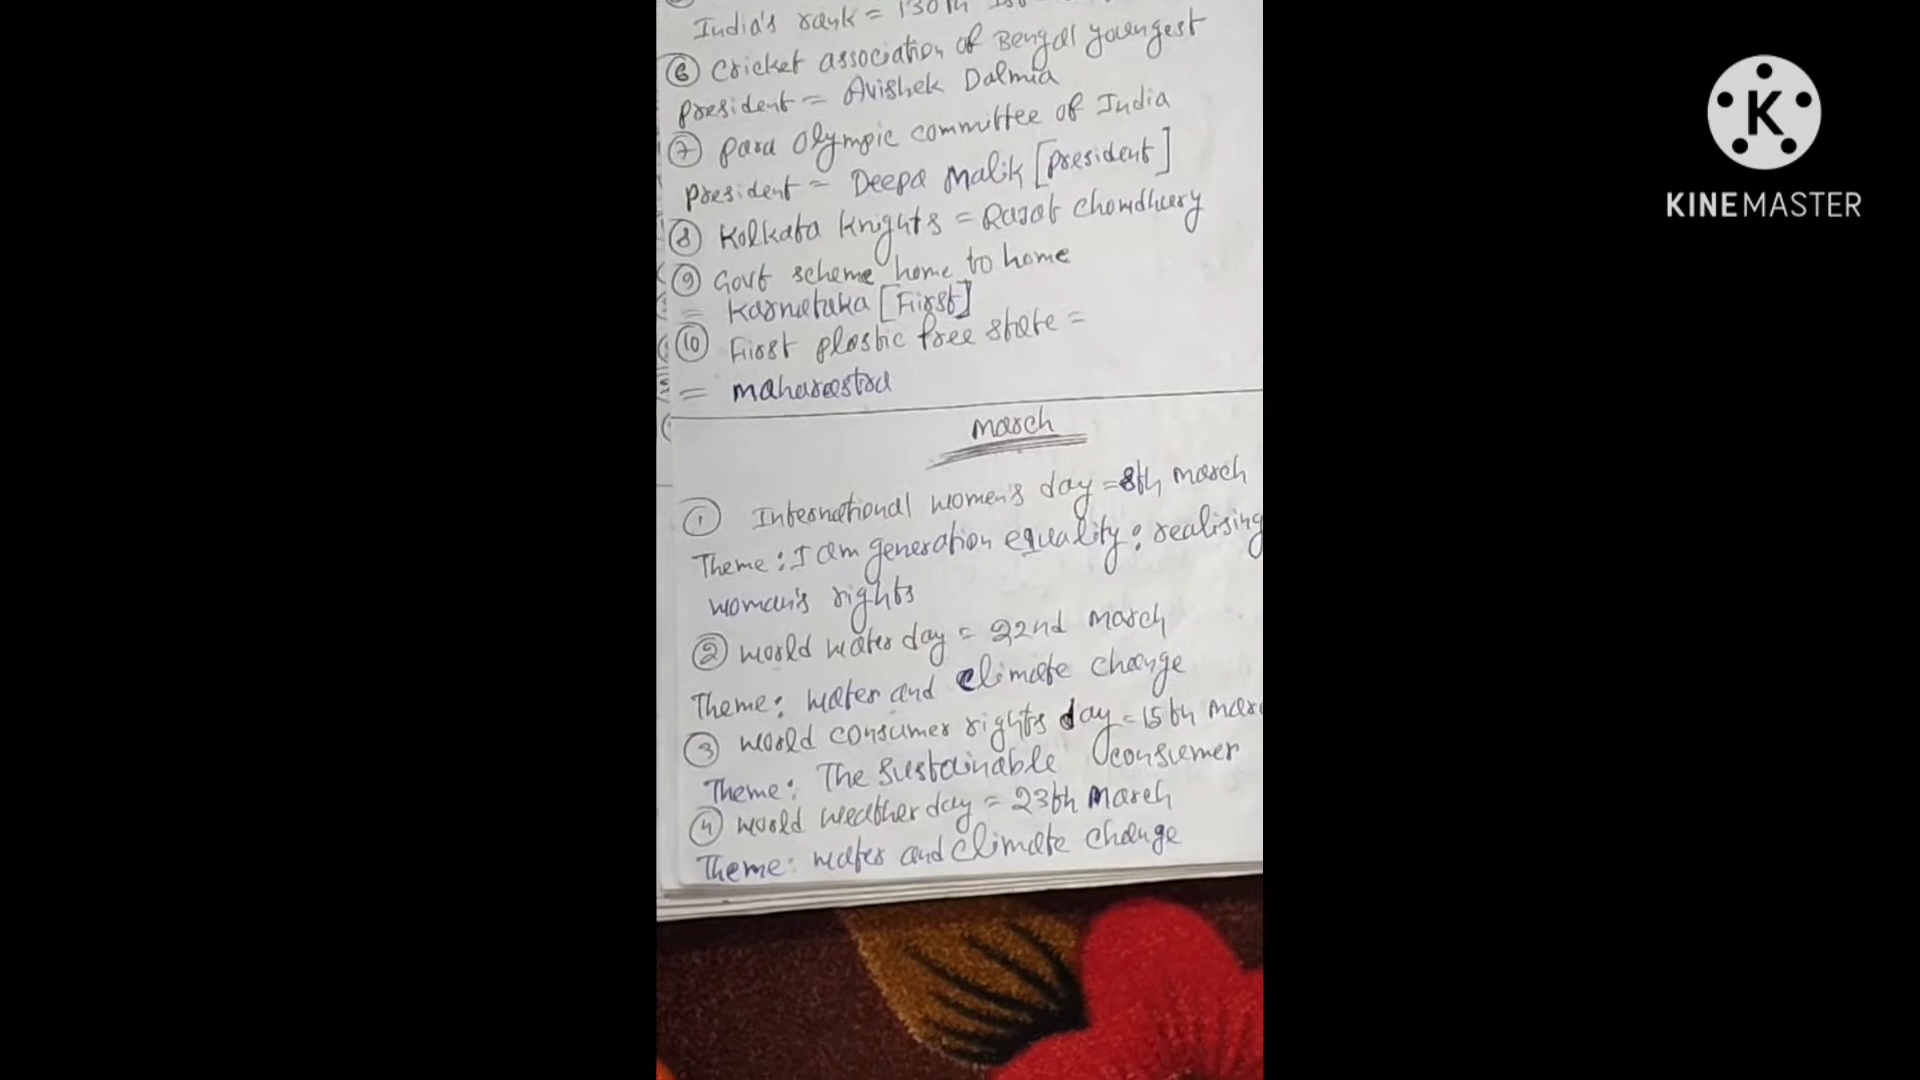 India's rank = 130th
⑥ Cricket association of Bengal youngest
president = Avishek Dalmia
⑦ para olympic committee of India
president = Deepa Malik [president]
⑧ Kolkata Knights = Rajat Chowdhury
⑨ Govt scheme home to home
= Karnataka [First]
⑩ First plastic free state =
= maharastra
march
① International women's day = 8th march
Theme: I am generation equality: realising
woman's rights
② world water day = 22nd march
Theme: water and climate change
③ world consumer rights day = 15th marc
Theme: The sustainable consumer
④ world weather day = 23th march
Theme: water and climate change
K
KINEMASTER